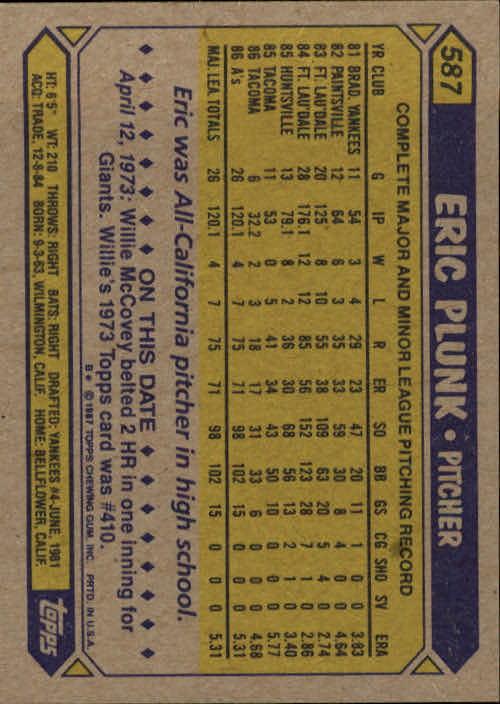 587
ERIC PLUNK • PITCHER
COMPLETE MAJOR AND MINOR LEAGUE PITCHING RECORD
YR CLUB G IP W L R ER SO BB GS CG SHO SV ERA
81 BRAD YANKEES 11 54 3 4 29 23 47 20 11 1 0 0 3.83
82 PAINTSVILLE 12 64 6 3 35 33 59 30 8 4 0 0 4.64
83 FT. LAU'DALE 20 125 8 10 55 38 109 63 20 5 4 0 2.74
84 FT. LAU'DALE 28 176.1 12 12 85 56 152 123 28 7 1 0 2.86
85 HUNTSVILLE 13 79.1 8 2 36 30 68 56 13 2 1 0 3.40
85 TACOMA 11 53 0 5 41 34 43 50 10 0 0 0 5.77
86 TACOMA 6 32.2 2 3 18 17 31 33 6 0 0 0 4.68
86 A's 26 120.1 4 7 75 71 98 102 15 0 0 0 5.31
MAJ. LEA. TOTALS 26 120.1 4 7 75 71 98 102 15 0 0 0 5.31
Eric was All-California pitcher in high school.
ON THIS DATE
April 12, 1973: Willie McCovey belted 2 HR in one inning for
Giants. Willie's 1973 Topps card was #410.
B* © 1987 TOPPS CHEWING GUM, INC. PRTD. IN U.S.A.
HT: 6'5" WT: 210 THROWS: RIGHT BATS: RIGHT DRAFTED: YANKEES #4-JUNE, 1981
ACQ: TRADE, 12-8-84 BORN: 9-3-63, WILMINGTON, CALIF. HOME: BELLFLOWER, CALIF.
topps